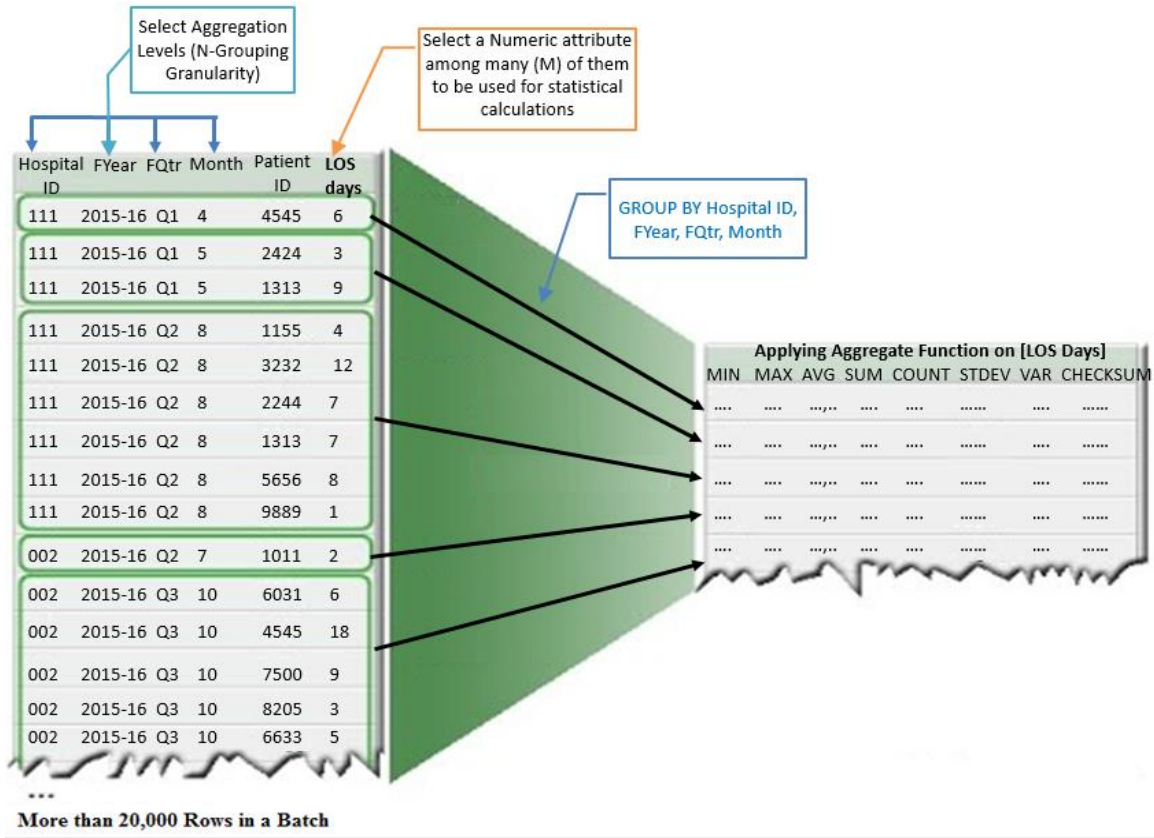 Select Aggregation
Levels (N-Grouping
Granularity)
Select a Numeric attribute
among many (M) of them
to be used for statistical
calculations
Hospital ID FYear FQtr Month Patient ID LOS days
111 2015-16 Q1 4 4545 6
111 2015-16 Q1 5 2424 3
111 2015-16 Q1 5 1313 9
111 2015-16 Q2 8 1155 4
111 2015-16 Q2 8 3232 12
111 2015-16 Q2 8 2244 7
111 2015-16 Q2 8 1313 7
111 2015-16 Q2 8 5656 8
111 2015-16 Q2 8 9889 1
002 2015-16 Q2 7 1011 2
002 2015-16 Q3 10 6031 6
002 2015-16 Q3 10 4545 18
002 2015-16 Q3 10 7500 9
002 2015-16 Q3 10 8205 3
002 2015-16 Q3 10 6633 5
...
More than 20,000 Rows in a Batch
GROUP BY Hospital ID,
FYear, FQtr, Month
Applying Aggregate Function on [LOS Days]
MIN MAX AVG SUM COUNT STDEV VAR CHECKSUM
.... .... ...,.. .... .... ...... .... ......
.... .... ...,.. .... .... ...... .... ......
.... .... ...,.. .... .... ...... .... ......
.... .... ...,.. .... .... ...... .... ......
.... .... ...,.. .... .... ...... .... ......